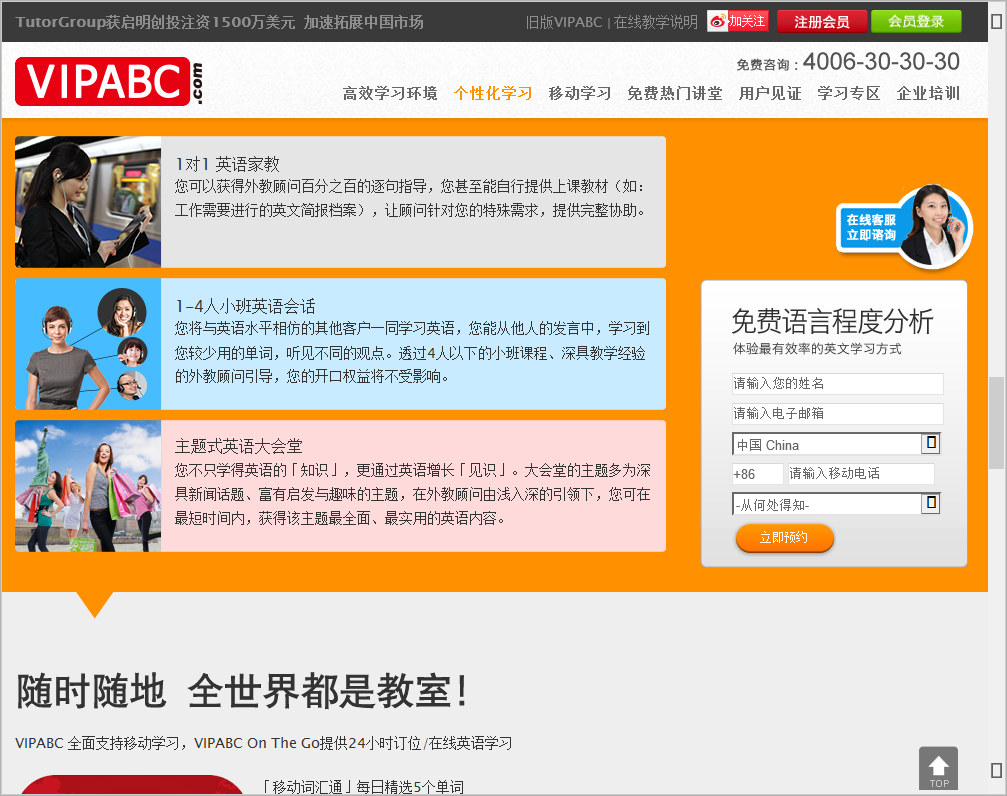 TutorGroup获启明创投注资1500万美元 加速拓展中国市场
旧版VIPABC | 在线教学说明
加关注
注册会员
会员登录
VIPABC.com
免费咨询：4006-30-30-30
高效学习环境 个性化学习 移动学习 免费热门讲堂 用户见证 学习专区 企业培训
1对1 英语家教
您可以获得外教顾问百分之百的逐句指导，您甚至能自行提供上课教材（如：
工作需要进行的英文简报档案），让顾问针对您的特殊需求，提供完整协助。
1-4人小班英语会话
您将与英语水平相仿的其他客户一同学习英语，您能从他人的发言中，学习到
您较少用的单词，听见不同的观点。透过4人以下的小班课程、深具教学经验
的外教顾问引导，您的开口权益将不受影响。
主题式英语大会堂
您不只学得英语的「知识」，更通过英语增长「见识」。大会堂的主题多为深
具新闻话题、富有启发与趣味的主题，在外教顾问由浅入深的引领下，您可在
最短时间内，获得该主题最全面、最实用的英语内容。
在线客服
立即谘询
免费语言程度分析
体验最有效率的英文学习方式
请输入您的姓名
请输入电子邮箱
中国 China
+86 请输入移动电话
-从何处得知-
立即预约
随时随地 全世界都是教室！
VIPABC 全面支持移动学习，VIPABC On The Go提供24小时订位/在线英语学习
「移动词汇通」每日精选5个单词
TOP